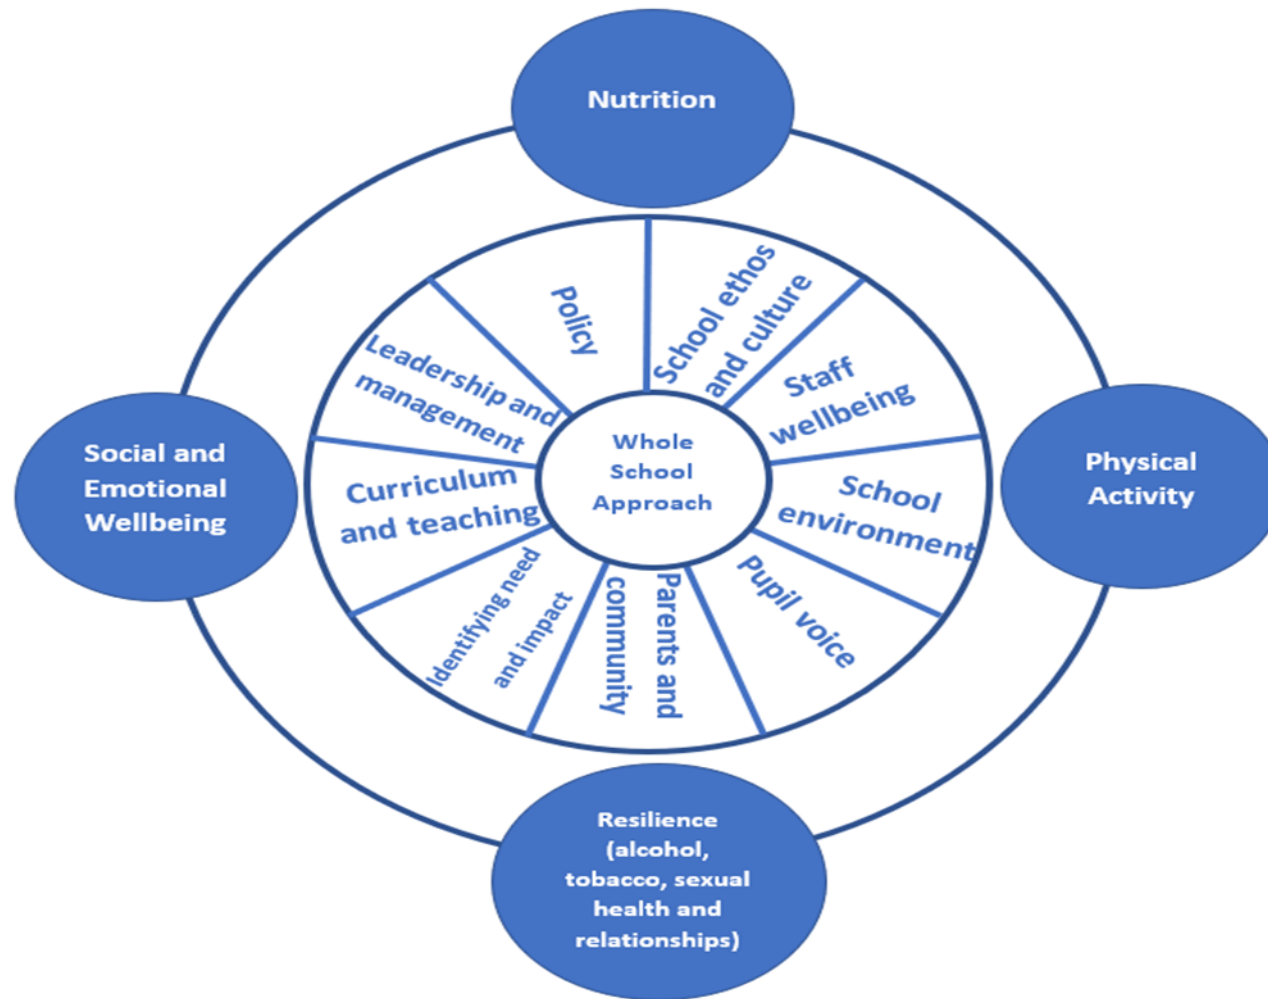 Nutrition
School ethos
and culture
Policy
Staff
wellbeing
Leadership and
management
Whole
School
Approach
Social and
Emotional
Wellbeing
Physical
Activity
Curriculum
and teaching
School
environment
Identifying need
and impact
Parents and
community
Pupil voice
Resilience
(alcohol,
tobacco, sexual
health and
relationships)